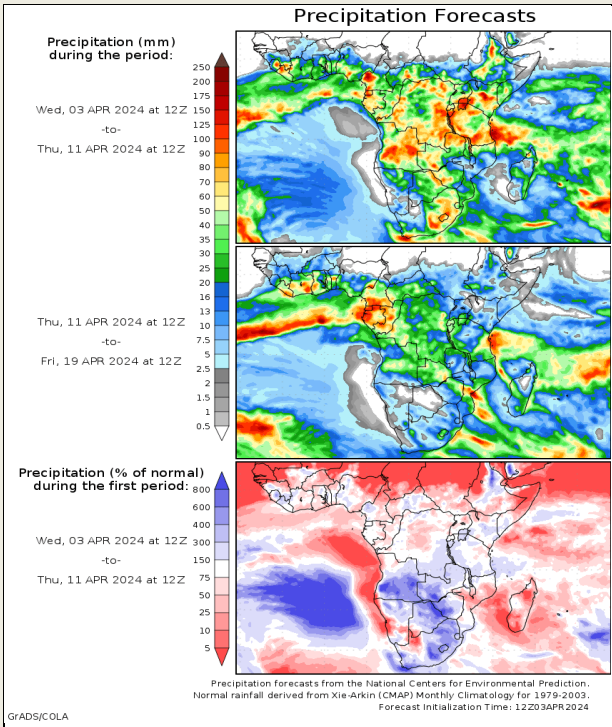 Precipitation Forecasts
Precipitation (mm)
during the period:
Wed, 03 APR 2024 at 12Z
-to-
Thu, 11 APR 2024 at 12Z
250
200
175
150
125
100
90
80
70
60
50
40
35
30
25
20
16
13
10
7.5
5
2.5
2
1.5
1
0.5
Thu, 11 APR 2024 at 12Z
-to-
Fri, 19 APR 2024 at 12Z
Precipitation (% of normal)
during the first period:
Wed, 03 APR 2024 at 12Z
-to-
Thu, 11 APR 2024 at 12Z
800
600
400
300
150
75
50
25
10
5
Precipitation forecasts from the National Centers for Environmental Prediction.
Normal rainfall derived from Xie-Arkin (CMAP) Monthly Climatology for 1979-2003.
Forecast Initialization Time: 12Z03APR2024
GrADS/COLA